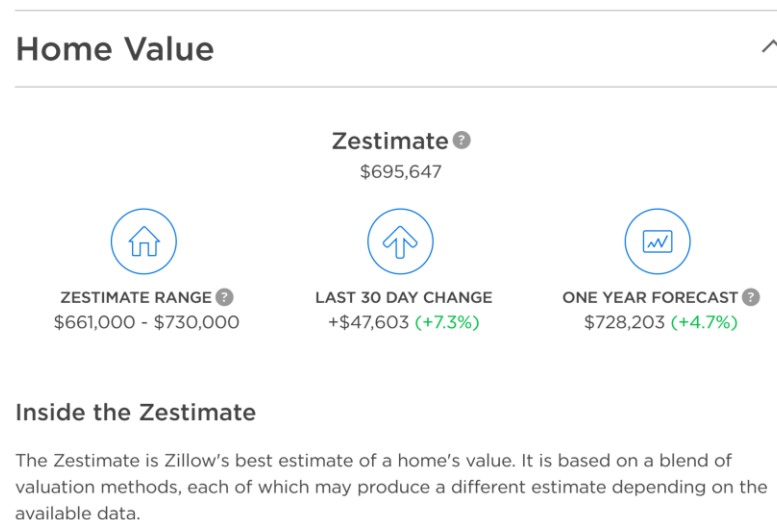 Home Value
Zestimate ?
$695,647
ZESTIMATE RANGE ?
$661,000 - $730,000
LAST 30 DAY CHANGE
+$47,603 (+7.3%)
ONE YEAR FORECAST ?
$728,203 (+4.7%)
Inside the Zestimate
The Zestimate is Zillow's best estimate of a home's value. It is based on a blend of
valuation methods, each of which may produce a different estimate depending on the
available data.